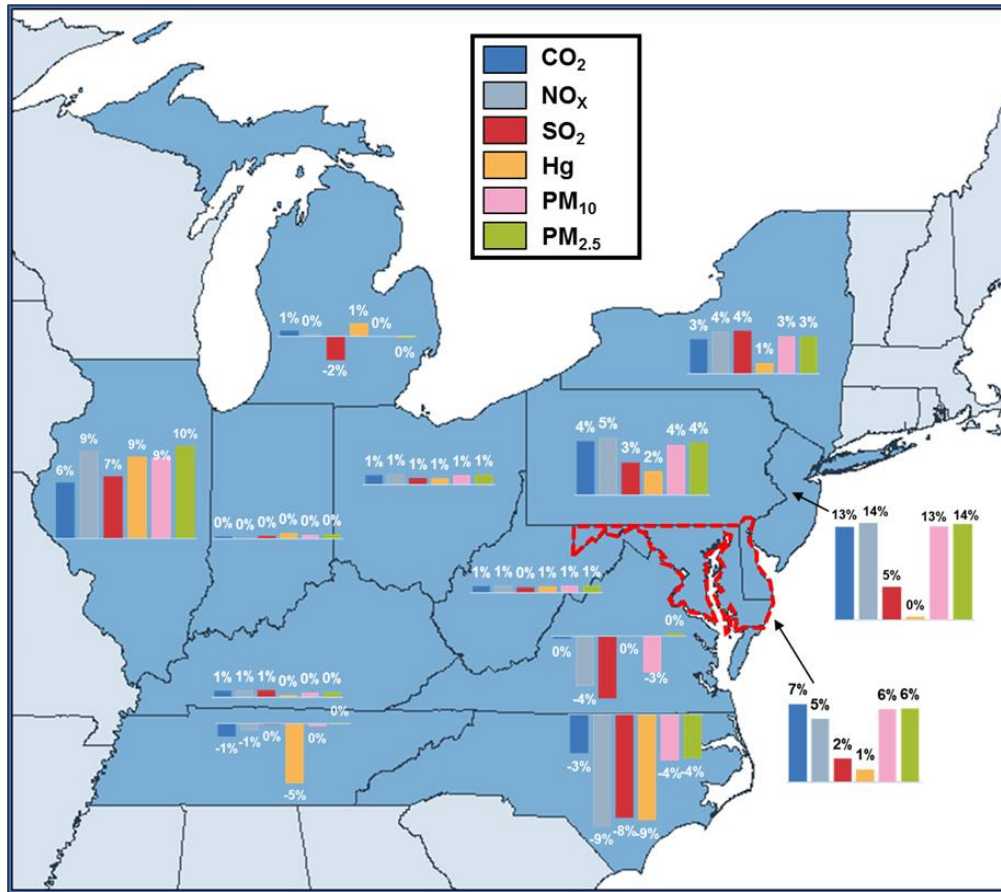 CO₂
NOₓ
SO₂
Hg
PM₁₀
PM₂.₅
1% 0% -2% 1% 0% 0%
3% 4% 4% 1% 3% 3%
6% 9% 7% 9% 9% 10%
0% 0% 0% 0% 0% 0%
1% 1% 1% 1% 1% 1%
4% 5% 3% 2% 4% 4%
13% 14% 5% 0% 13% 14%
1% 1% 0% 1% 1% 1%
0% -4% 0% -3% 0%
7% 5% 2% 1% 6% 6%
1% 1% 1% 0% 0% 0%
-1% -1% 0% -5% 0% 0%
-3% -9% -8% -9% -4% -4%